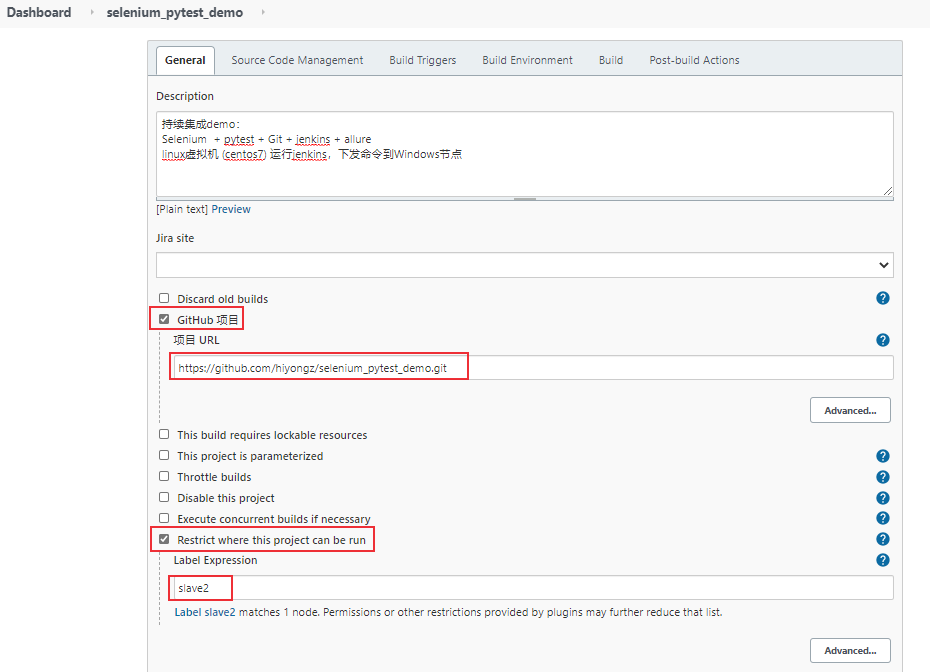 Dashboard selenium_pytest_demo
General Source Code Management Build Triggers Build Environment Build Post-build Actions
Description
持续集成demo：
Selenium + pytest + Git + jenkins + allure
linux虚拟机 (centos7) 运行jenkins，下发命令到Windows节点
[Plain text] Preview
Jira site
Discard old builds
GitHub 项目
项目 URL
https://github.com/hiyongz/selenium_pytest_demo.git
Advanced...
This build requires lockable resources
This project is parameterized
Throttle builds
Disable this project
Execute concurrent builds if necessary
Restrict where this project can be run
Label Expression
slave2
Label slave2 matches 1 node. Permissions or other restrictions provided by plugins may further reduce that list.
Advanced...